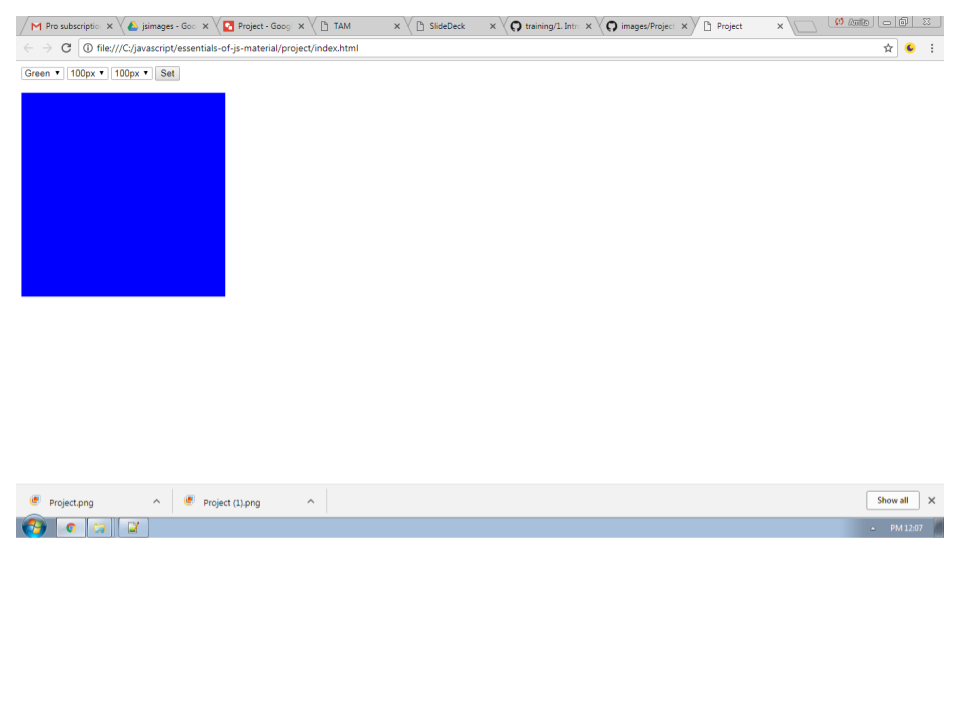 Pro subscriptio
jsimages - Goo
Project - Goog
TAM
SlideDeck
training/1. Intr
images/Project
Project
Amita
file:///C:/javascript/essentials-of-js-material/project/index.html
Green 100px 100px Set
Project.png
Project (1).png
Show all
PM 12:07